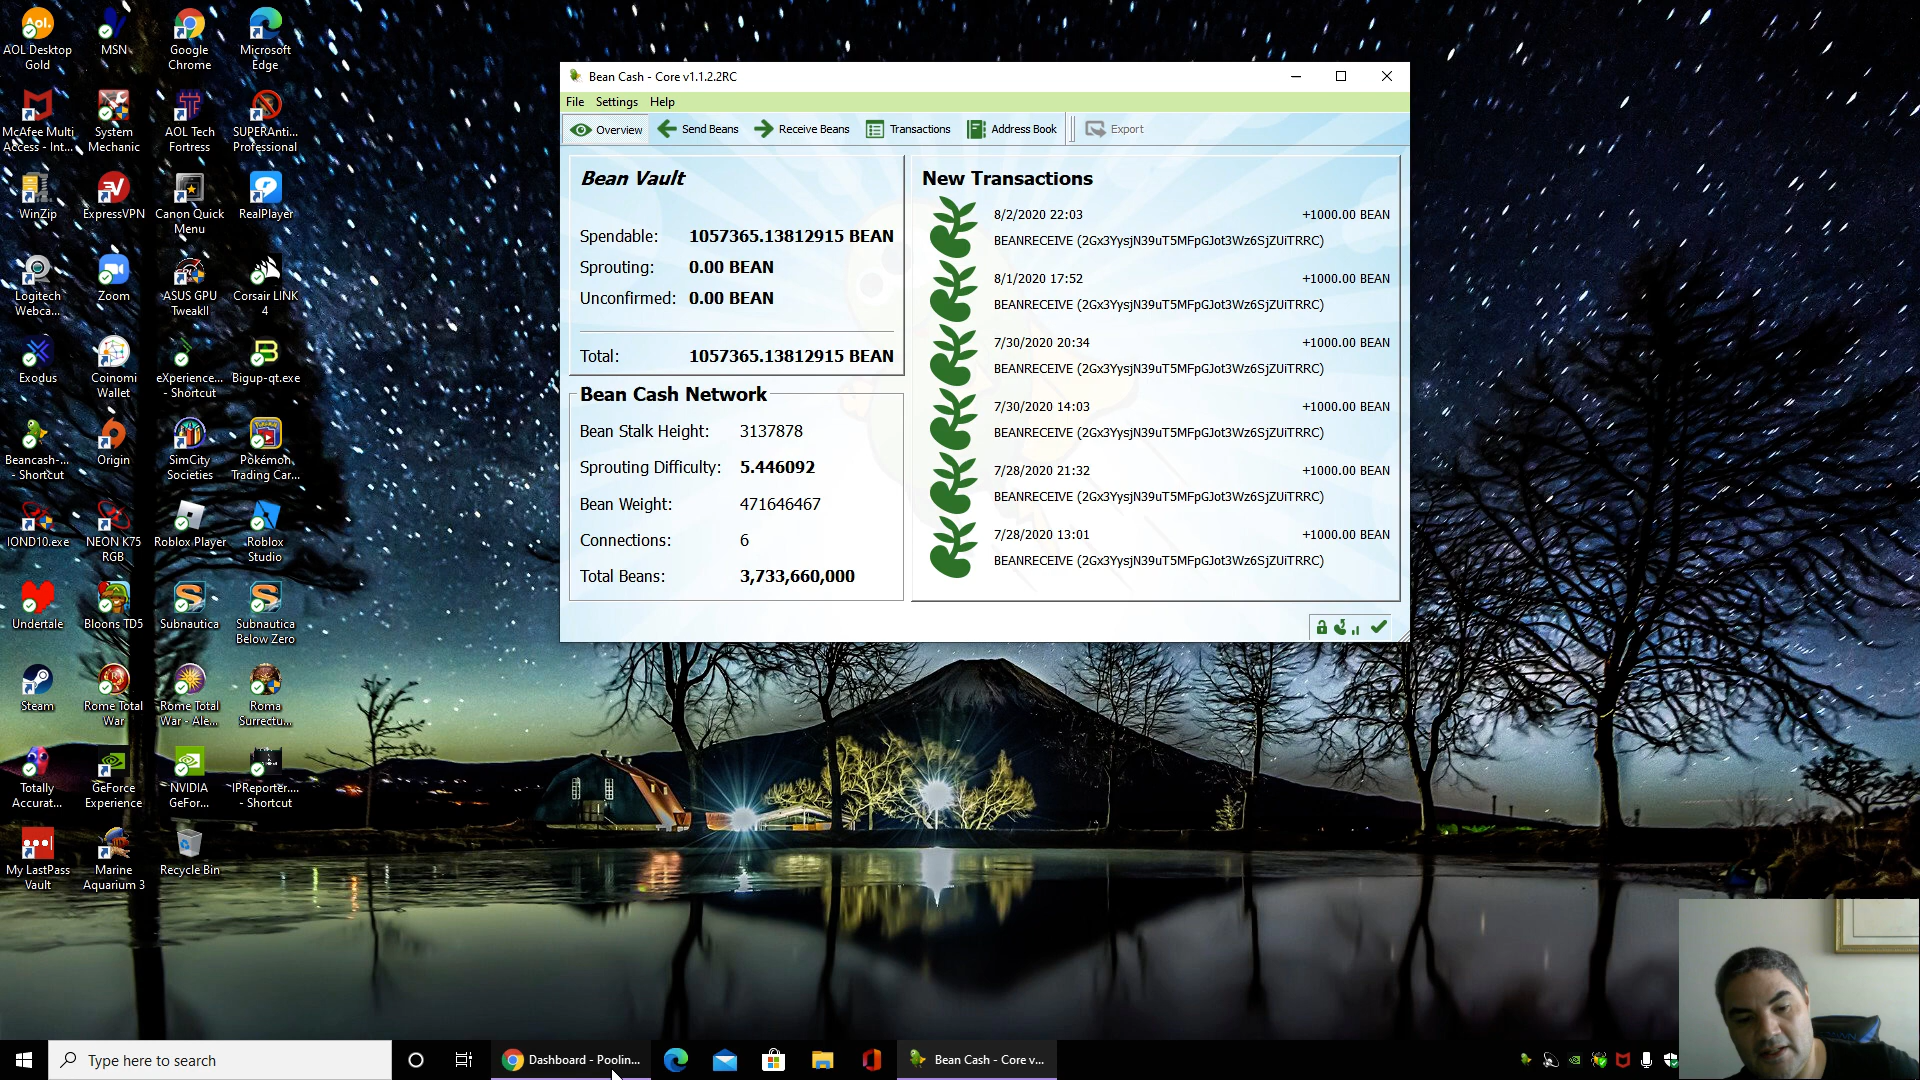 AOL Desktop
Gold
MSN
Google
Chrome
Microsoft
Edge
McAfee Multi
Access - Int...
System
Mechanic
AOL Tech
Fortress
SUPERAnti...
Professional
WinZip
ExpressVPN
Canon Quick
Menu
RealPlayer
Logitech
Webca...
Zoom
ASUS GPU
TweakII
Corsair LINK
4
Exodus
Coinomi
Wallet
eXperience...
- Shortcut
Bigup-qt.exe
Beancash-...
- Shortcut
Origin
SimCity
Societies
Pokémon
Trading Car...
IOND10.exe
NEON K75
RGB
Roblox Player
Roblox
Studio
Undertale
Bloons TD5
Subnautica
Subnautica
Below Zero
Steam
Rome Total
War
Rome Total
War - Ale...
Roma
Surrectu...
Totally
Accurat...
GeForce
Experience
NVIDIA
GeFor...
IPReporter....
- Shortcut
My LastPass
Vault
Marine
Aquarium 3
Recycle Bin
Bean Cash - Core v1.1.2.2RC
File Settings Help
Overview Send Beans Receive Beans Transactions Address Book Export
Bean Vault
Spendable: 1057365.13812915 BEAN
Sprouting: 0.00 BEAN
Unconfirmed: 0.00 BEAN
Total: 1057365.13812915 BEAN
Bean Cash Network
Bean Stalk Height: 3137878
Sprouting Difficulty: 5.446092
Bean Weight: 471646467
Connections: 6
Total Beans: 3,733,660,000
New Transactions
8/2/2020 22:03 +1000.00 BEAN
BEANRECEIVE (2Gx3YysjN39uT5MFpGJot3Wz6SjZUiTRRC)
8/1/2020 17:52 +1000.00 BEAN
BEANRECEIVE (2Gx3YysjN39uT5MFpGJot3Wz6SjZUiTRRC)
7/30/2020 20:34 +1000.00 BEAN
BEANRECEIVE (2Gx3YysjN39uT5MFpGJot3Wz6SjZUiTRRC)
7/30/2020 14:03 +1000.00 BEAN
BEANRECEIVE (2Gx3YysjN39uT5MFpGJot3Wz6SjZUiTRRC)
7/28/2020 21:32 +1000.00 BEAN
BEANRECEIVE (2Gx3YysjN39uT5MFpGJot3Wz6SjZUiTRRC)
7/28/2020 13:01 +1000.00 BEAN
BEANRECEIVE (2Gx3YysjN39uT5MFpGJot3Wz6SjZUiTRRC)
Type here to search
Dashboard - Poolin...
Bean Cash - Core v...